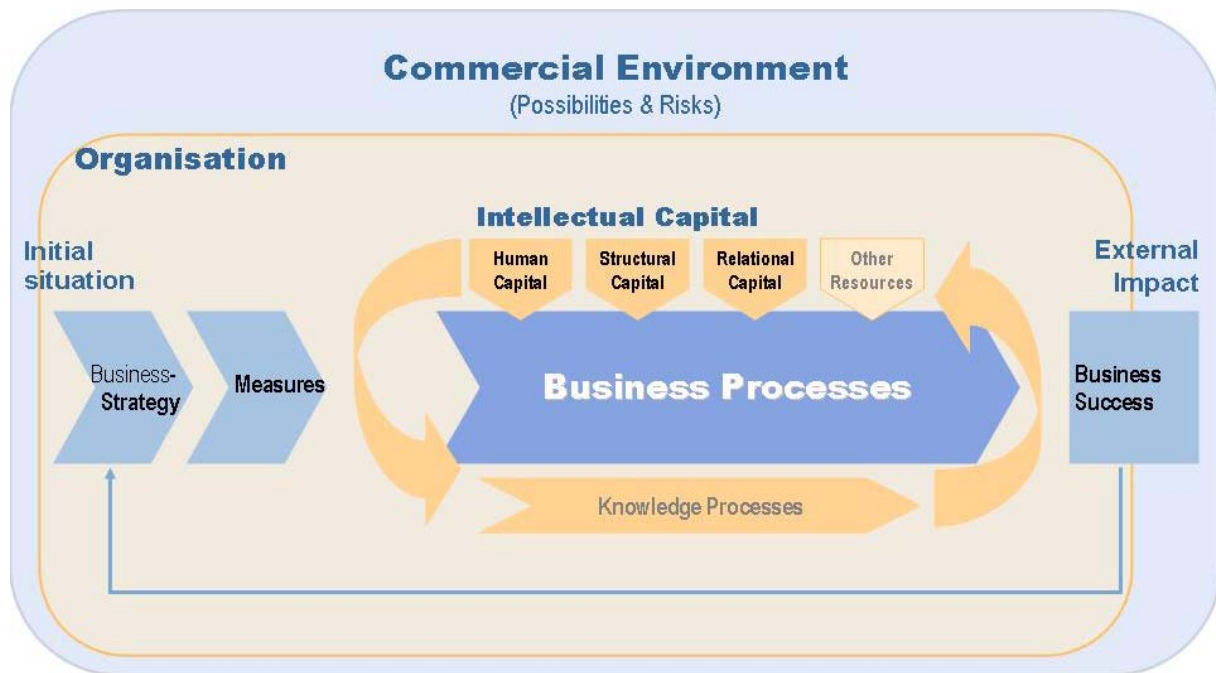 Commercial Environment
(Possibilities & Risks)
Organisation
Initial
situation
Intellectual Capital
Human
Capital
Structural
Capital
Relational
Capital
Other
Resources
External
Impact
Business-
Strategy
Measures
Business Processes
Business
Success
Knowledge Processes